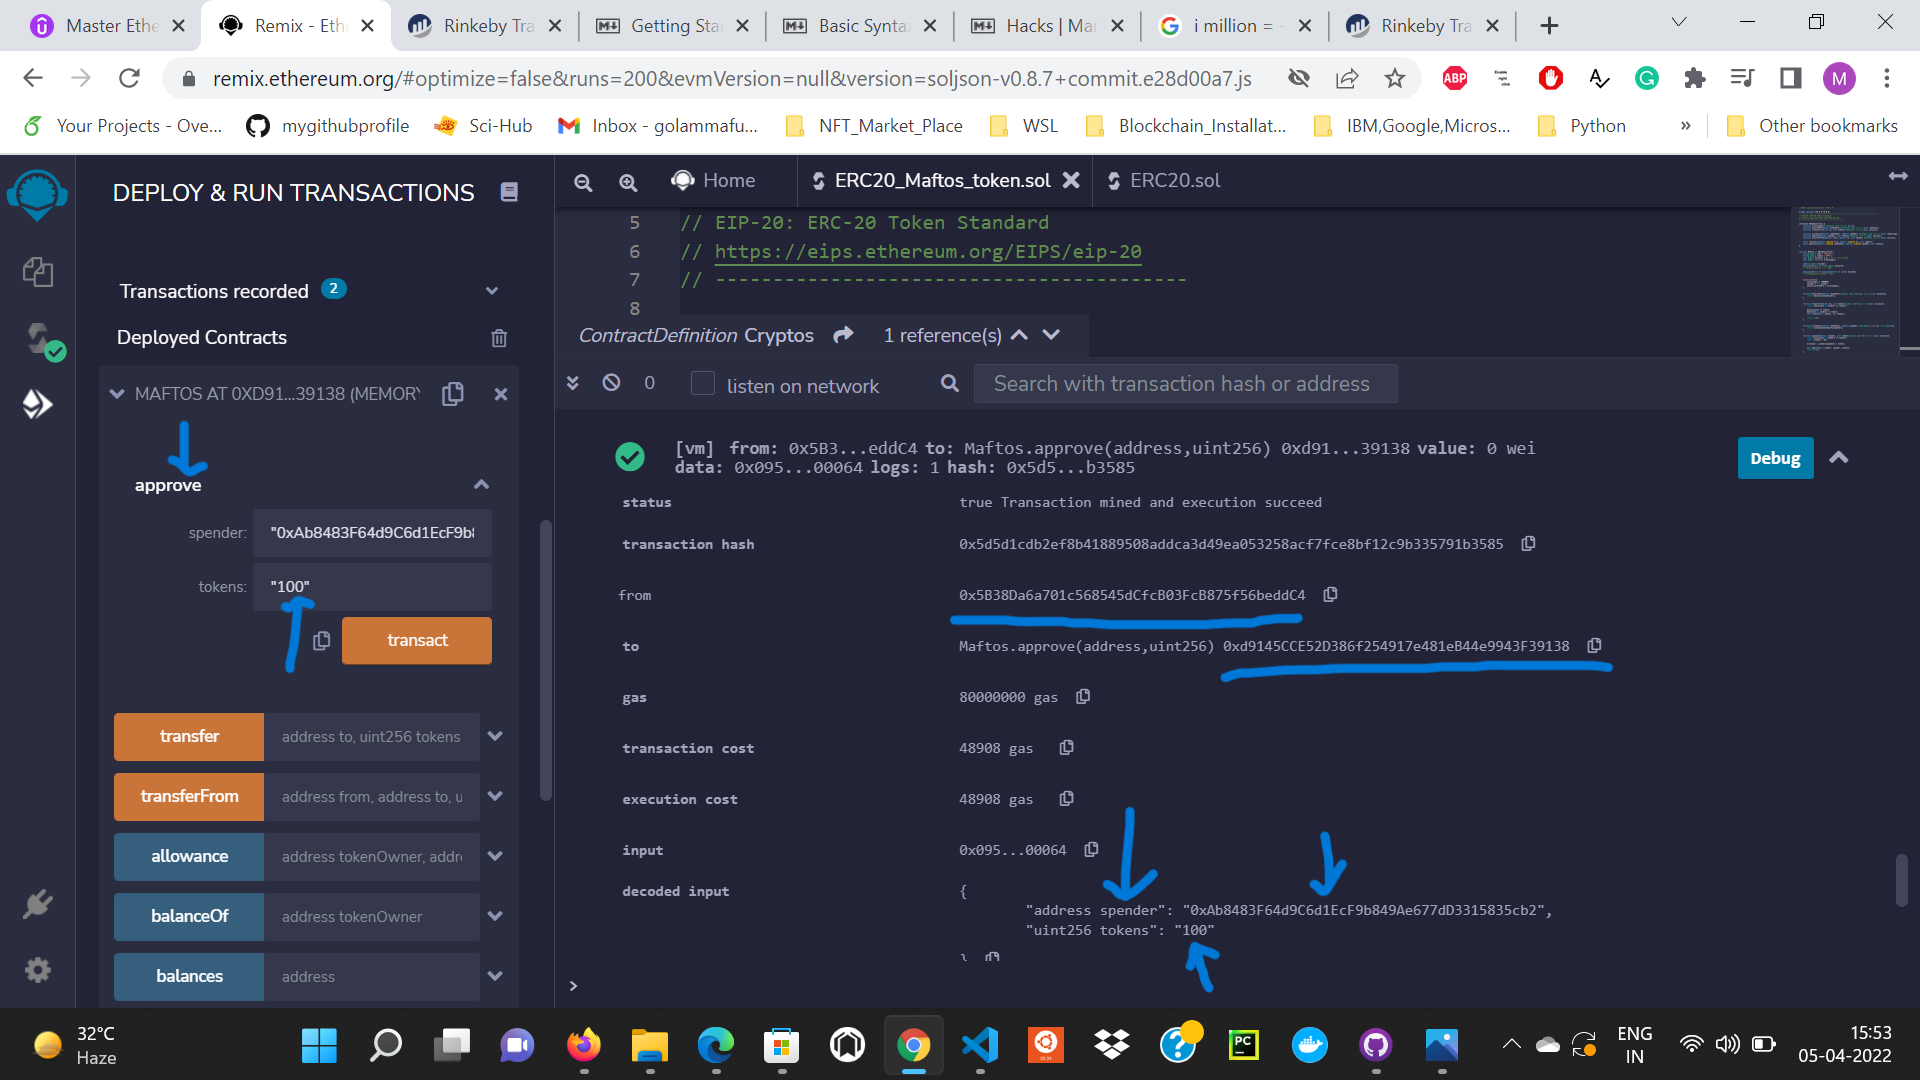 Master Ethe
Remix - Eth
Rinkeby Tra
Getting Sta
Basic Synta
Hacks | Mar
i million = -
Rinkeby Tra
remix.ethereum.org/#optimize=false&runs=200&evmVersion=null&version=soljson-v0.8.7+commit.e28d00a7.js
ABP
M
Your Projects - Ove...
mygithubprofile
Sci-Hub
Inbox - golammafu...
NFT_Market_Place
WSL
Blockchain_Installat...
IBM,Google,Micros...
Python
»
Other bookmarks
DEPLOY & RUN TRANSACTIONS
Home
ERC20_Maftos_token.sol
ERC20.sol
5 // EIP-20: ERC-20 Token Standard
6 // https://eips.ethereum.org/EIPS/eip-20
7 // -----------------------------------------
8
Transactions recorded 2
Deployed Contracts
ContractDefinition Cryptos 1 reference(s)
0 listen on network
Search with transaction hash or address
MAFTOS AT 0XD91...39138 (MEMORY
approve
spender: "0xAb8483F64d9C6d1EcF9b8
tokens: "100"
transact
transfer address to, uint256 tokens
transferFrom address from, address to, u
allowance address tokenOwner, addre
balanceOf address tokenOwner
balances address
[vm] from: 0x5B3...eddC4 to: Maftos.approve(address,uint256) 0xd91...39138 value: 0 wei
data: 0x095...00064 logs: 1 hash: 0x5d5...b3585
Debug
status true Transaction mined and execution succeed
transaction hash 0x5d5d1cdb2ef8b41889508addca3d49ea053258acf7fce8bf12c9b335791b3585
from 0x5B38Da6a701c568545dCfcB03FcB875f56beddC4
to Maftos.approve(address,uint256) 0xd9145CCE52D386f254917e481eB44e9943F39138
gas 80000000 gas
transaction cost 48908 gas
execution cost 48908 gas
input 0x095...00064
decoded input {
"address spender": "0xAb8483F64d9C6d1EcF9b849Ae677dD3315835cb2",
"uint256 tokens": "100"
}
>
32°C
Haze
PC
ENG
IN
15:53
05-04-2022